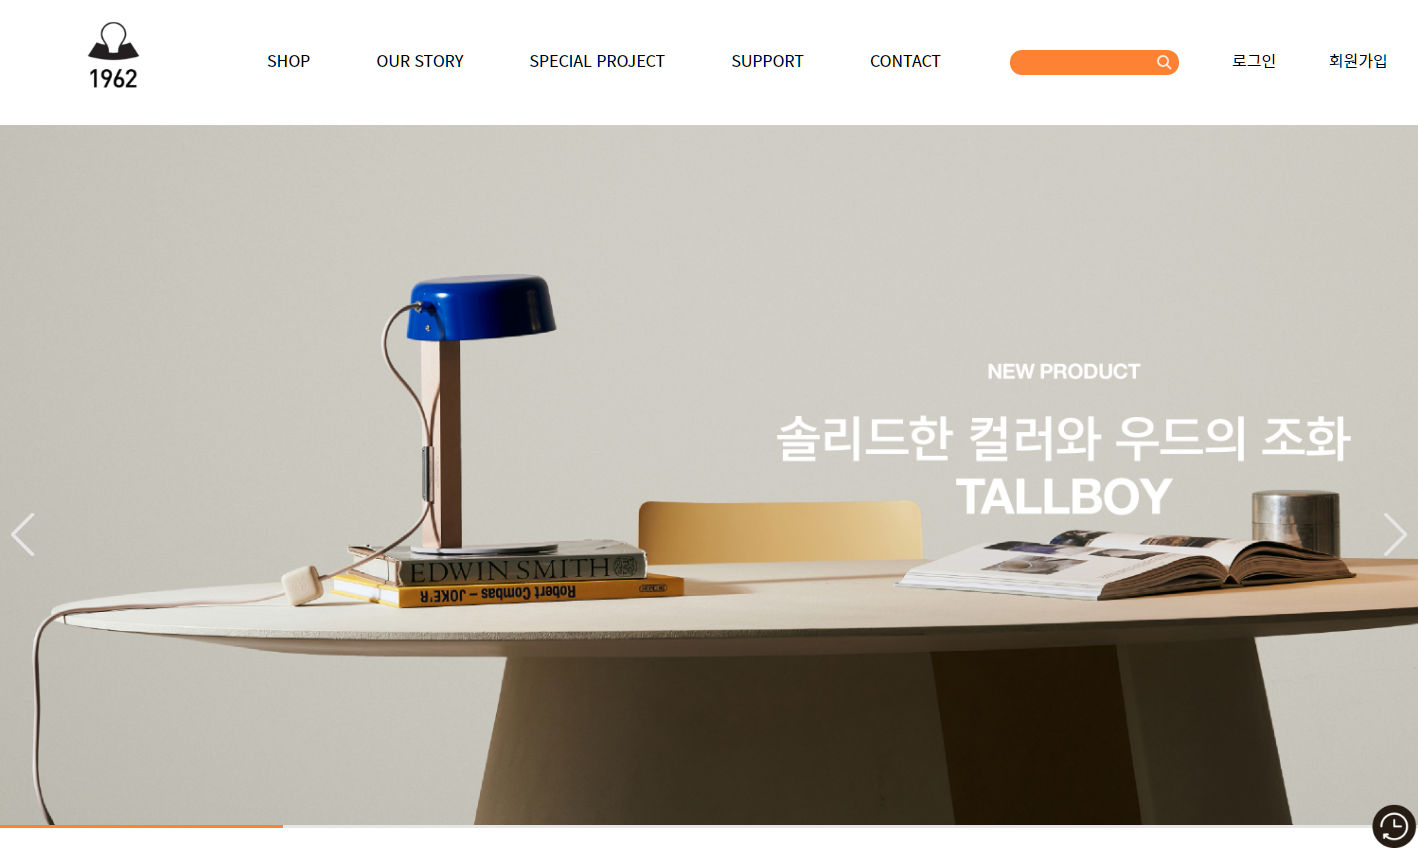 1962
SHOP
OUR STORY
SPECIAL PROJECT
SUPPORT
CONTACT
로그인
회원가입
NEW PRODUCT
솔리드한 컬러와 우드의 조화
TALLBOY
EDWIN SMITH
Robert Combas – JOKE'R